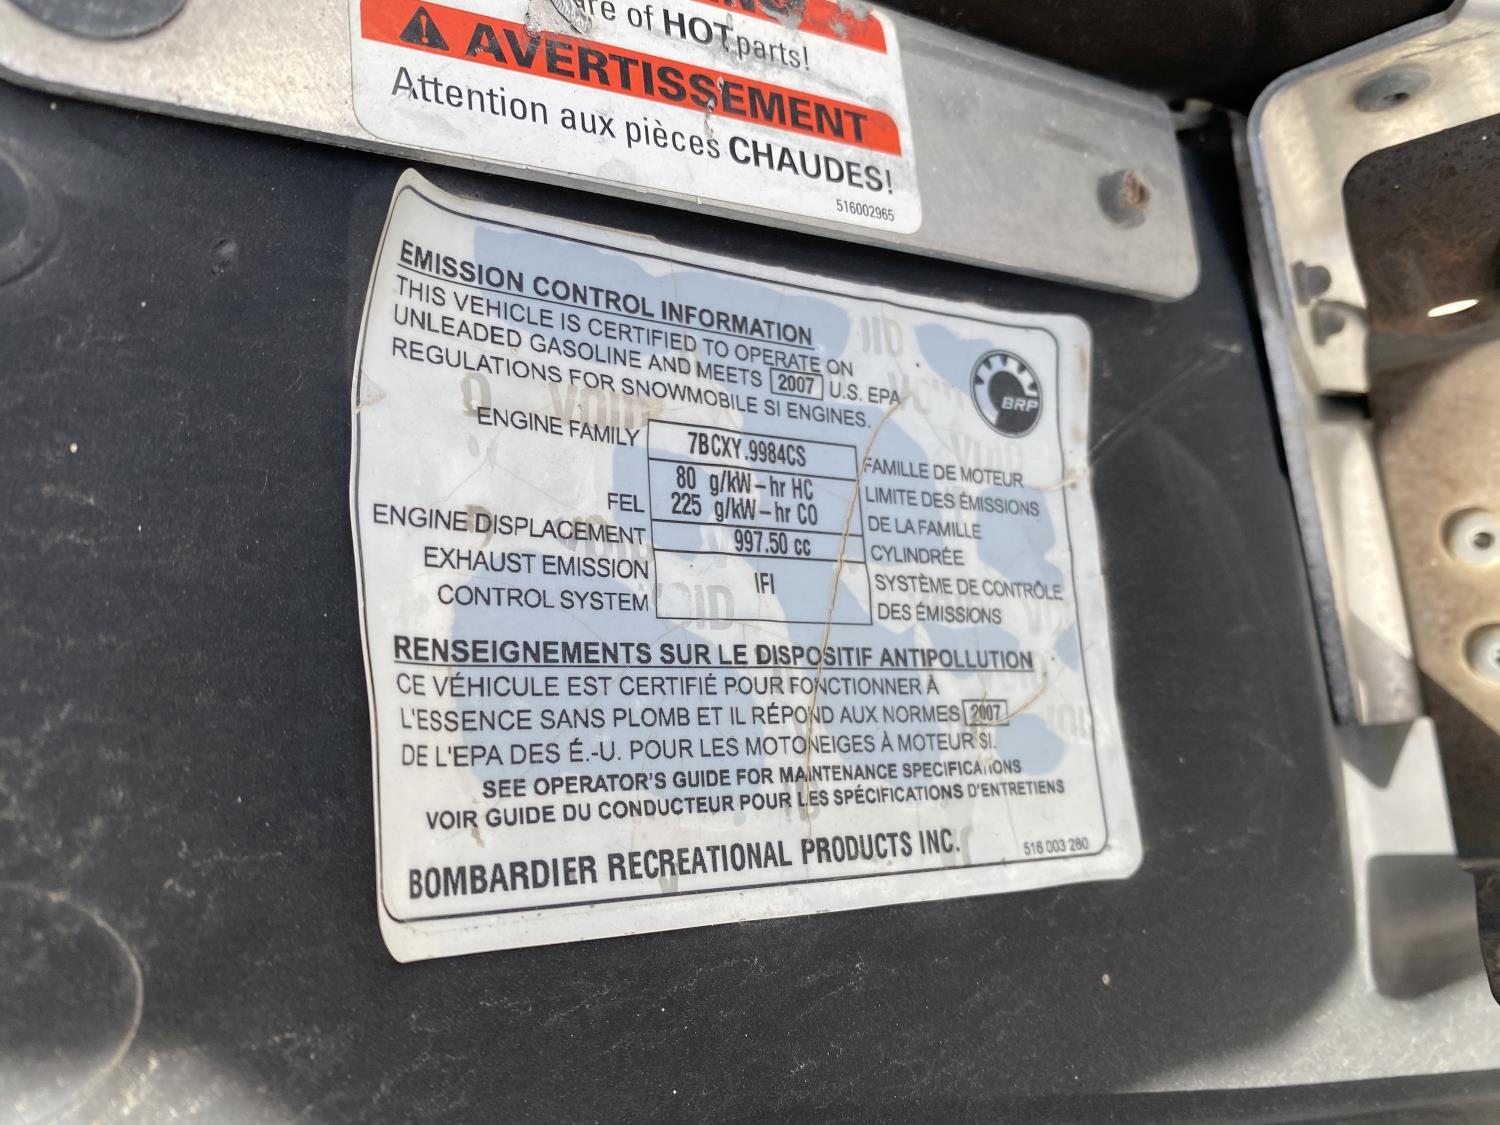 re of HOT parts!
AVERTISSEMENT
Attention aux pièces CHAUDES!
516002965
EMISSION CONTROL INFORMATION
THIS VEHICLE IS CERTIFIED TO OPERATE ON
UNLEADED GASOLINE AND MEETS 2007 U.S. EPA
REGULATIONS FOR SNOWMOBILE SI ENGINES.
BRP
ENGINE FAMILY 7BCXY.9984CS FAMILLE DE MOTEUR
FEL 80 g/kW-hr HC LIMITE DES ÉMISSIONS
225 g/kW-hr CO DE LA FAMILLE
ENGINE DISPLACEMENT 997.50 cc CYLINDRÉE
EXHAUST EMISSION IFI SYSTÈME DE CONTRÔLE
CONTROL SYSTEM DES ÉMISSIONS
RENSEIGNEMENTS SUR LE DISPOSITIF ANTIPOLLUTION
CE VÉHICULE EST CERTIFIÉ POUR FONCTIONNER À
L'ESSENCE SANS PLOMB ET IL RÉPOND AUX NORMES 2007
DE L'EPA DES É.-U. POUR LES MOTONEIGES À MOTEUR SI.
SEE OPERATOR'S GUIDE FOR MAINTENANCE SPECIFICATIONS
VOIR GUIDE DU CONDUCTEUR POUR LES SPÉCIFICATIONS D'ENTRETIENS
BOMBARDIER RECREATIONAL PRODUCTS INC. 516 003 280